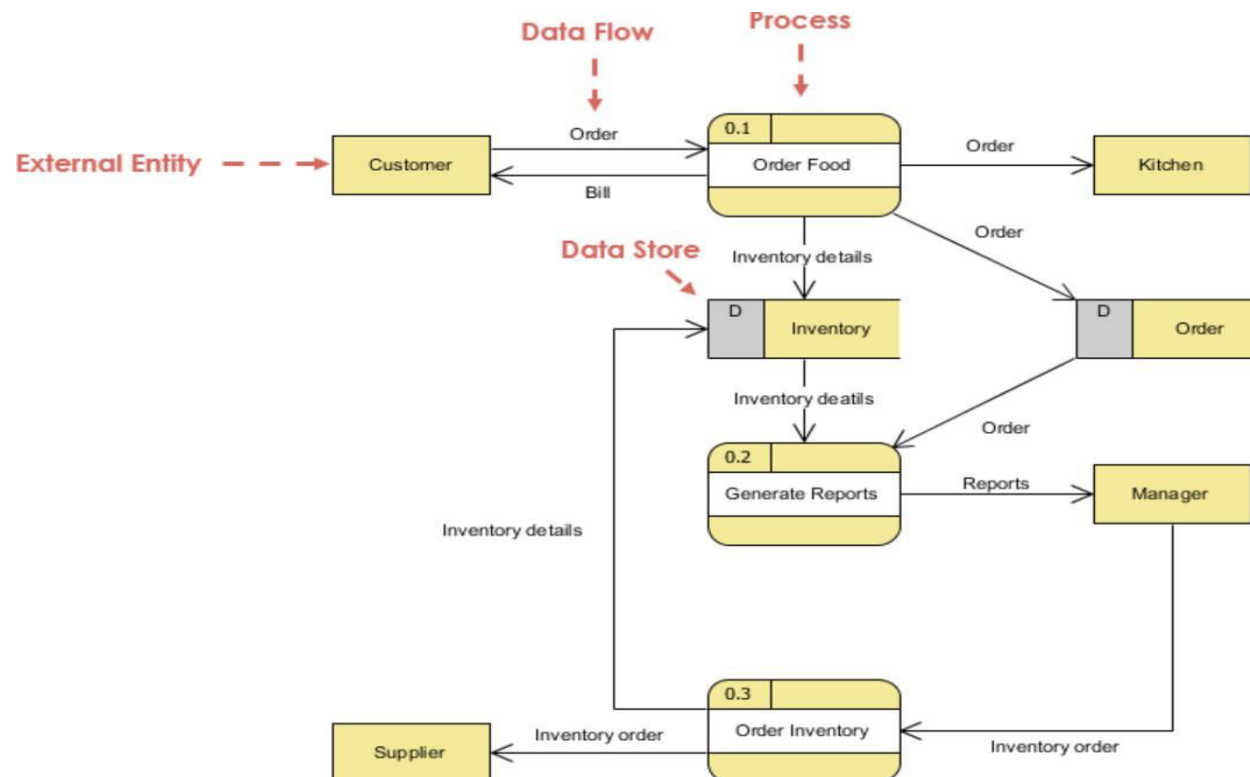 Process
Data Flow
Order
0.1
Order
External Entity
Customer
Order Food
Kitchen
Bill
Order
Data Store
Inventory details
D
Inventory
D
Order
Inventory deatils
Order
0.2
Reports
Generate Reports
Manager
Inventory details
0.3
Inventory order
Order Inventory
Inventory order
Supplier